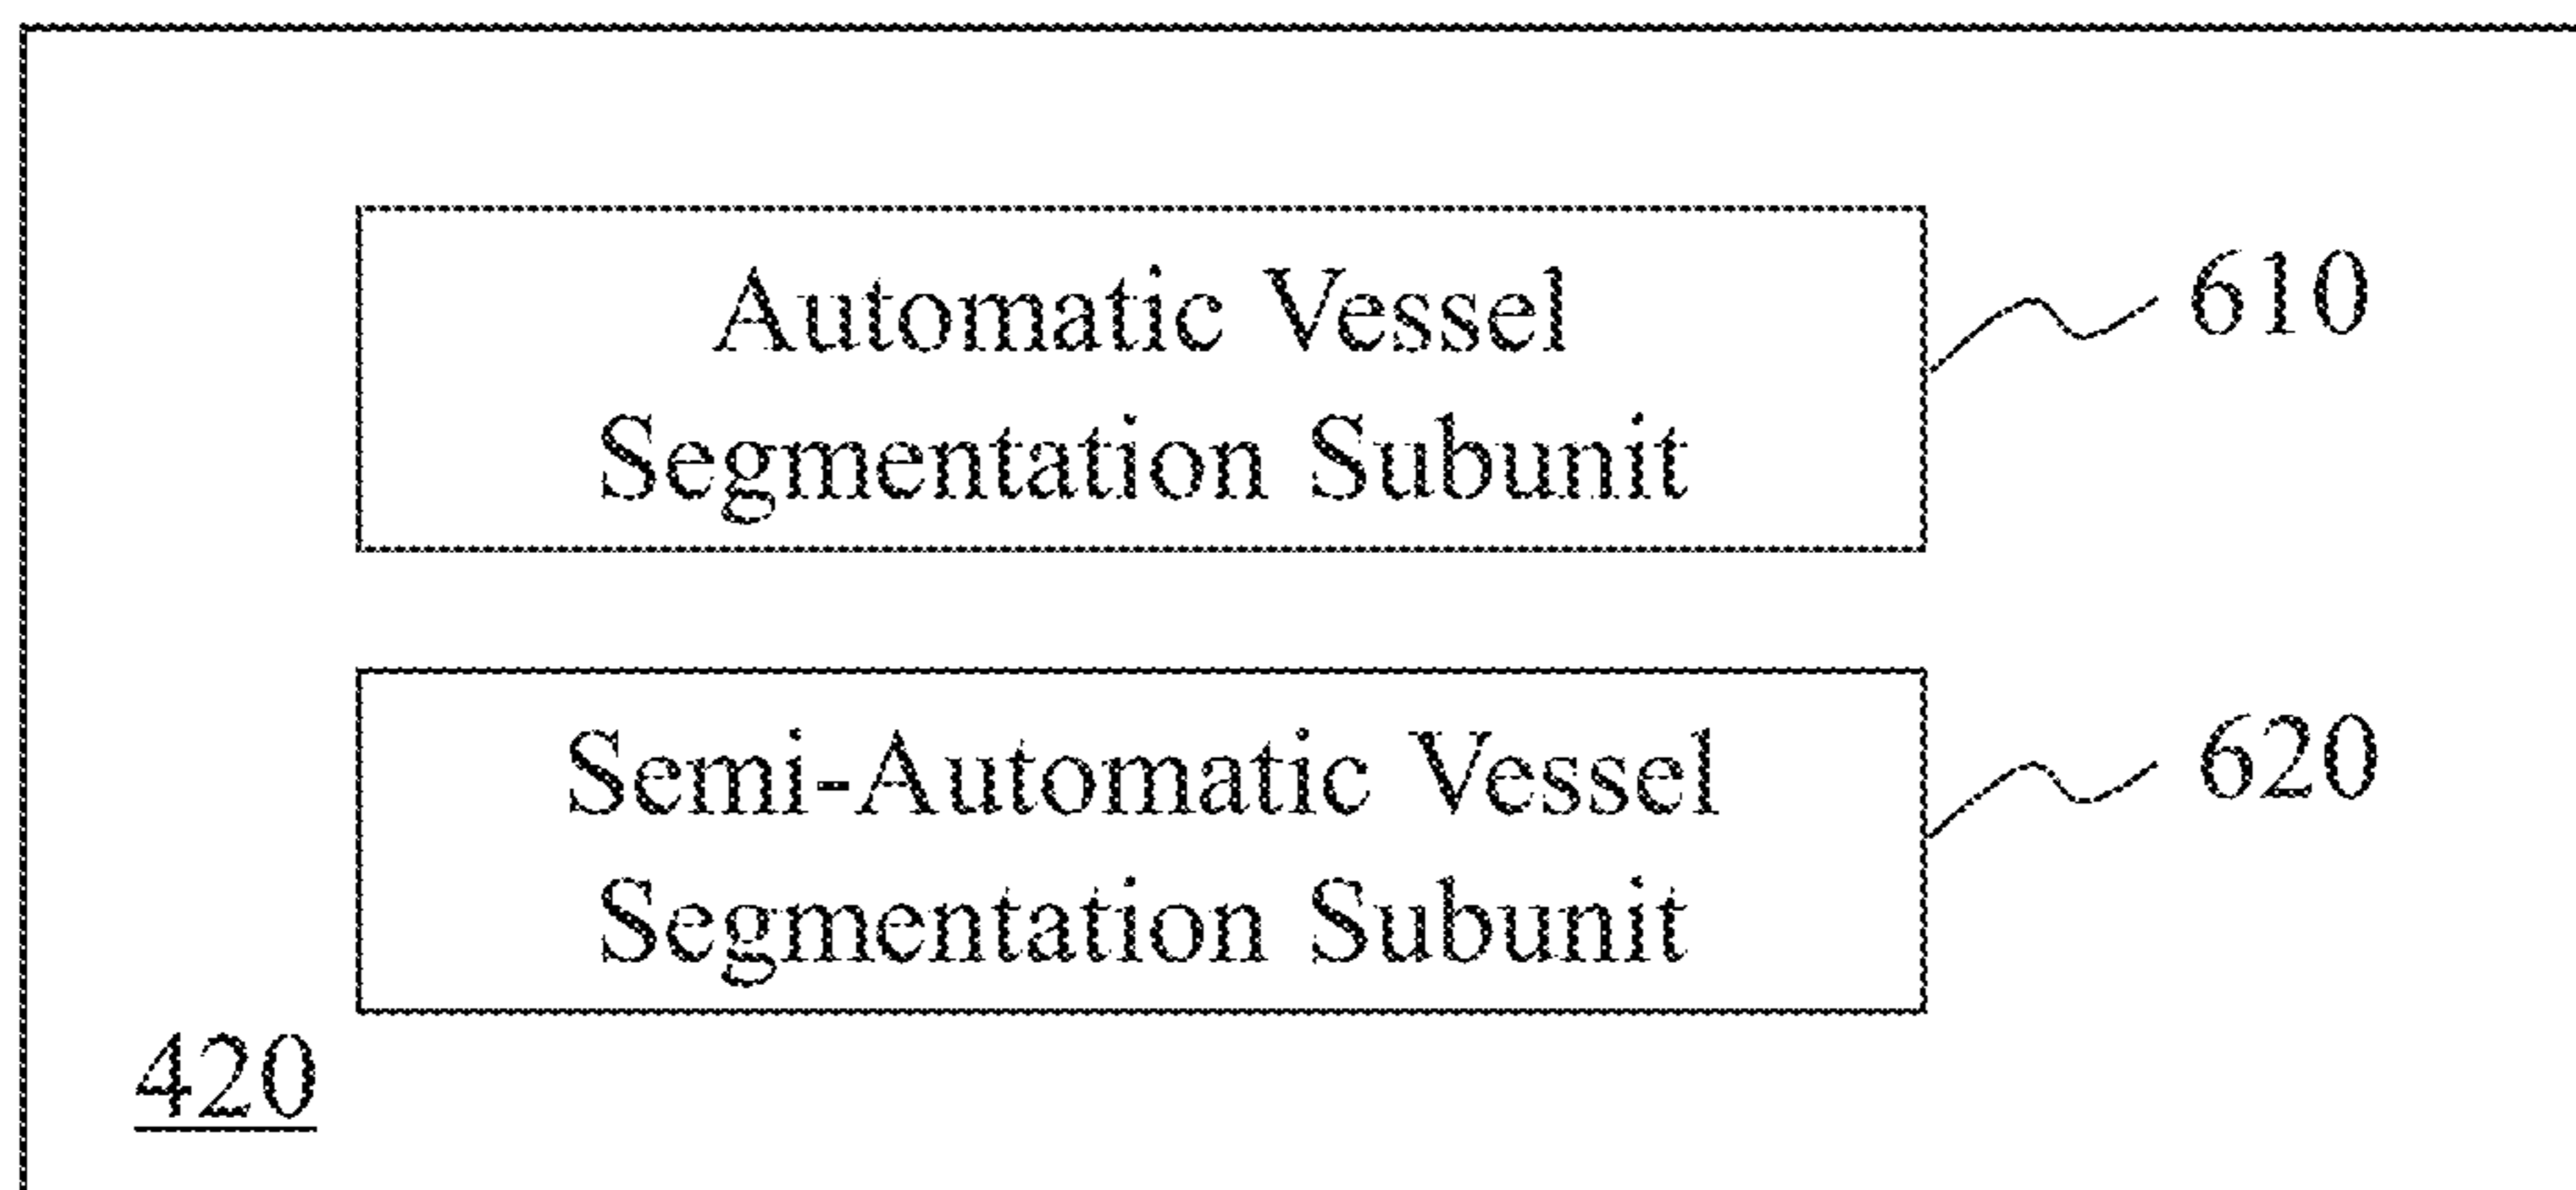 Automatic Vessel
Segmentation Subunit
610
Semi-Automatic Vessel
Segmentation Subunit
620
420